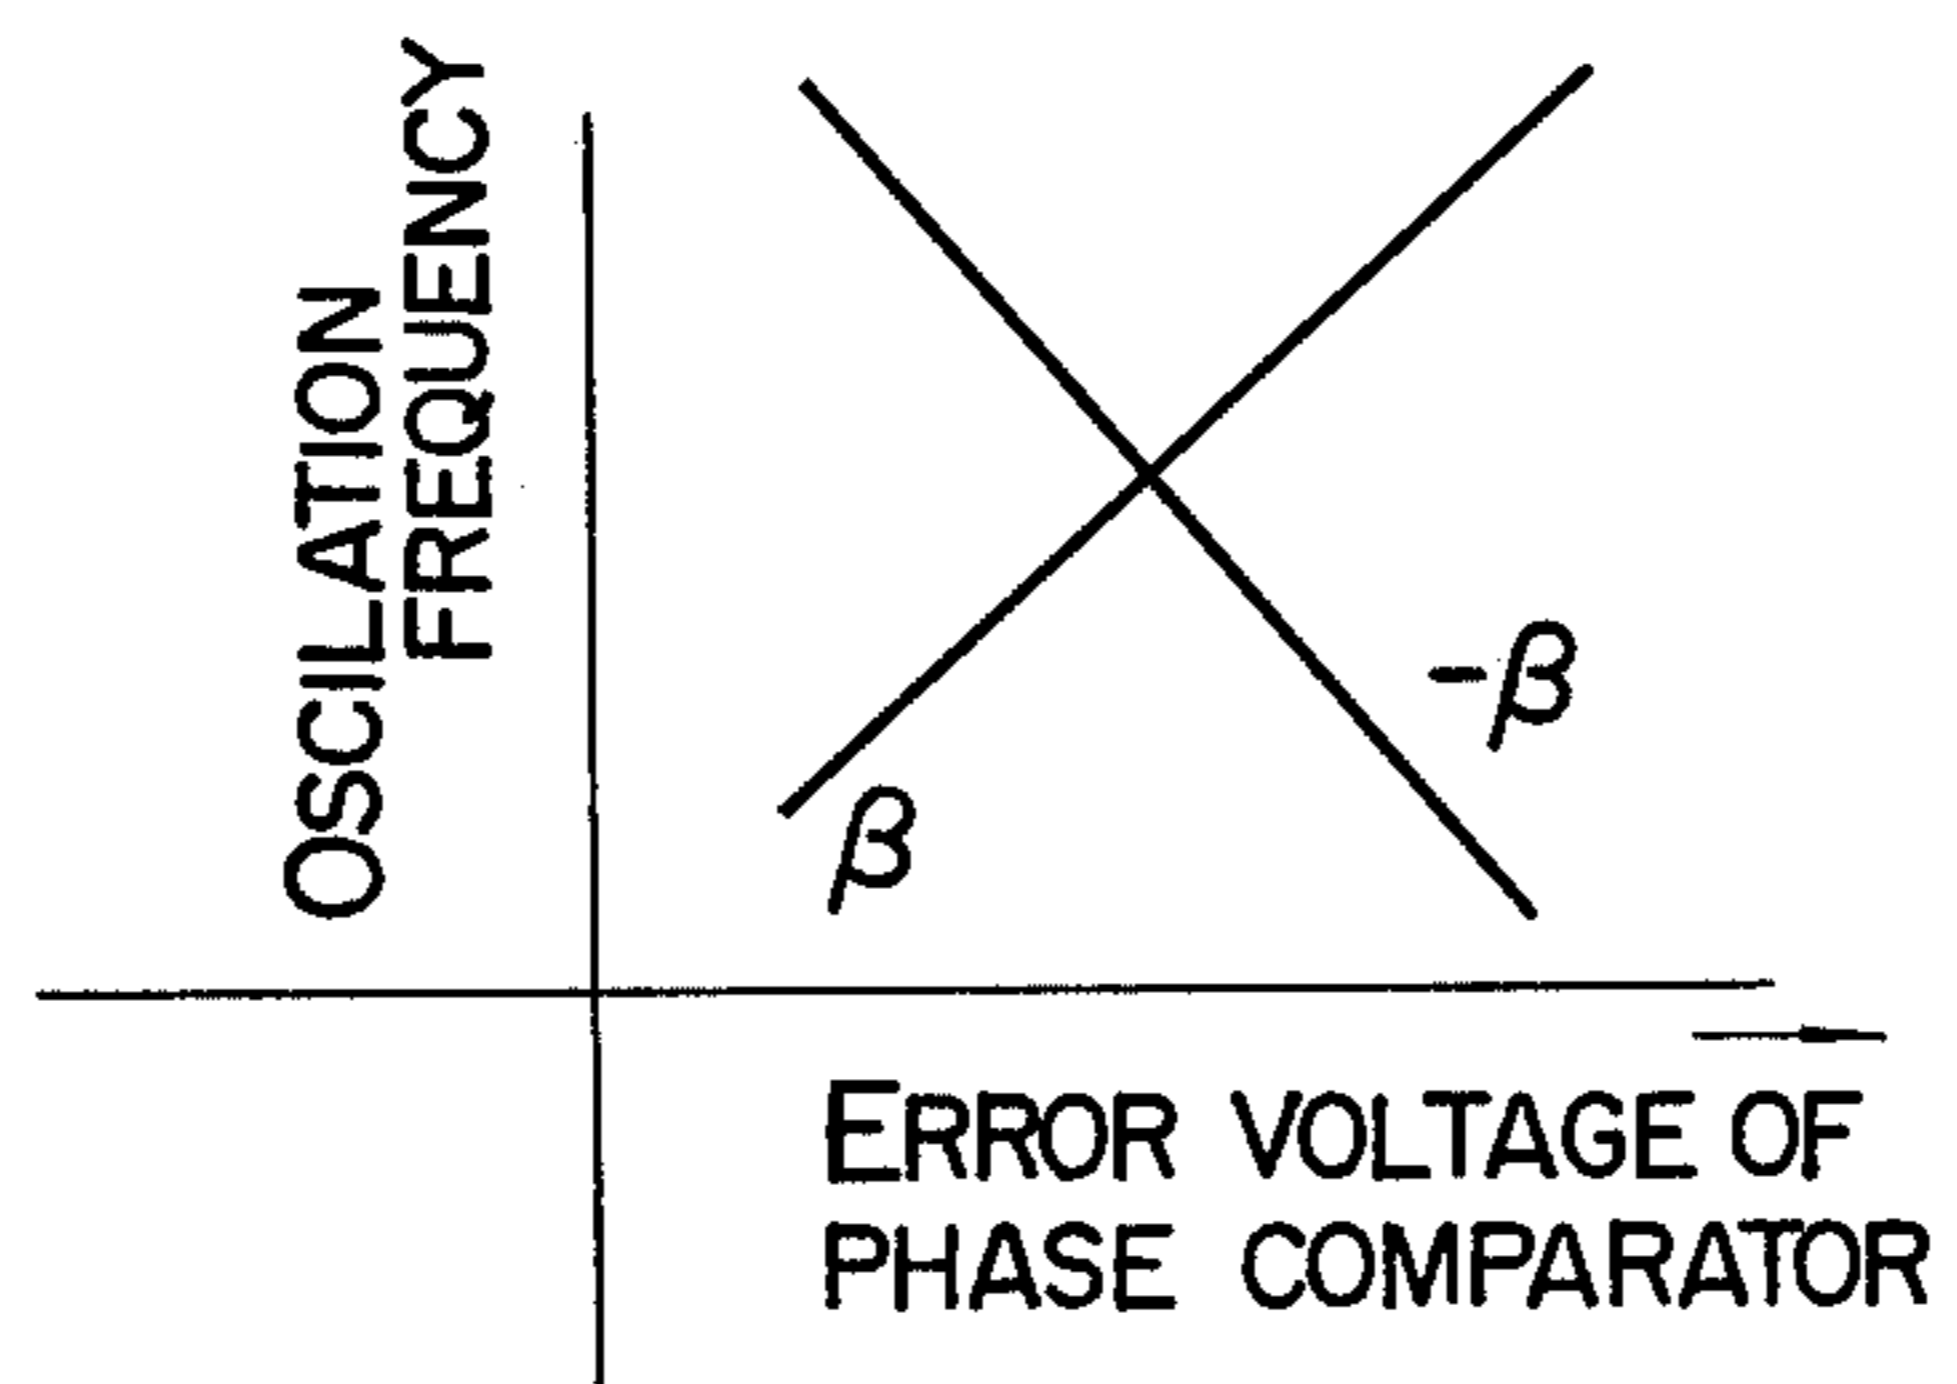 OSCILATION
FREQUENCY
-β
β
ERROR VOLTAGE OF
PHASE COMPARATOR